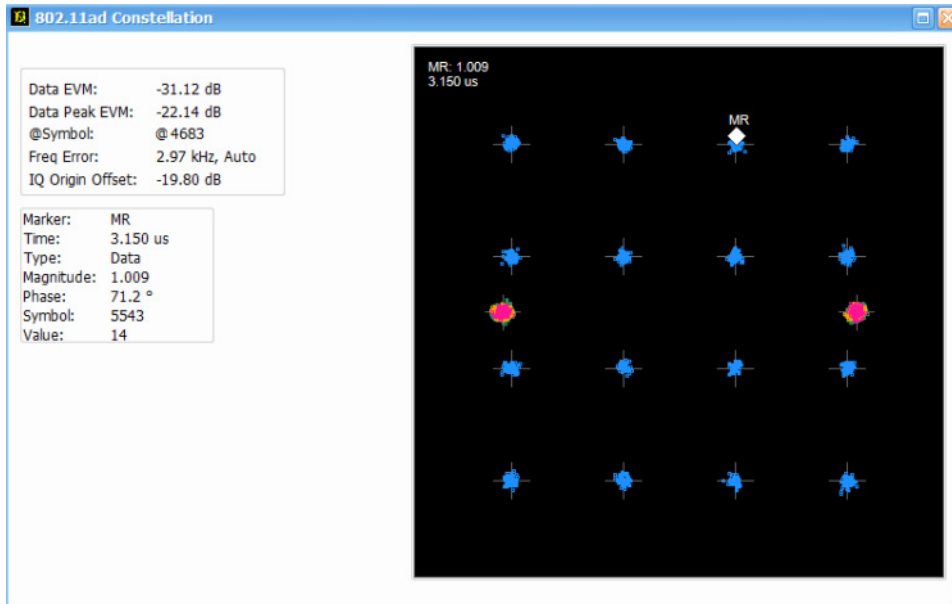 802.11ad Constellation
Data EVM: -31.12 dB
Data Peak EVM: -22.14 dB
@Symbol: @ 4683
Freq Error: 2.97 kHz, Auto
IQ Origin Offset: -19.80 dB
Marker: MR
Time: 3.150 us
Type: Data
Magnitude: 1.009
Phase: 71.2 °
Symbol: 5543
Value: 14
MR: 1.009
3.150 us
MR